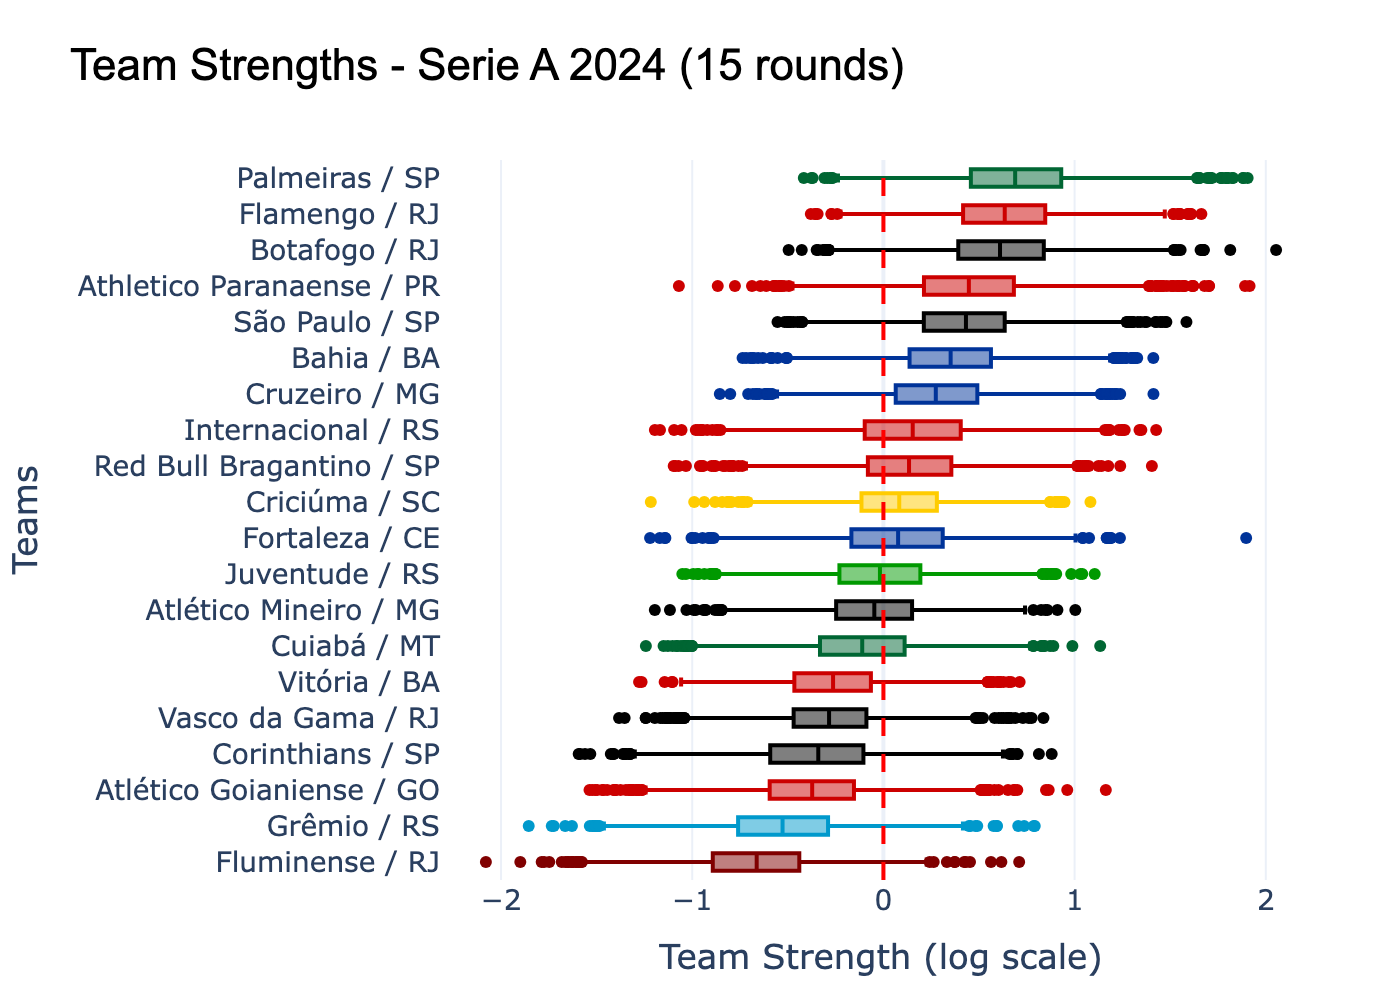 Team Strengths - Serie A 2024 (15 rounds)
Palmeiras / SP
Flamengo / RJ
Botafogo / RJ
Athletico Paranaense / PR
São Paulo / SP
Bahia / BA
Cruzeiro / MG
Internacional / RS
Red Bull Bragantino / SP
Criciúma / SC
Fortaleza / CE
Juventude / RS
Atlético Mineiro / MG
Cuiabá / MT
Vitória / BA
Vasco da Gama / RJ
Corinthians / SP
Atlético Goianiense / GO
Grêmio / RS
Fluminense / RJ
Teams
−2 −1 0 1 2
Team Strength (log scale)